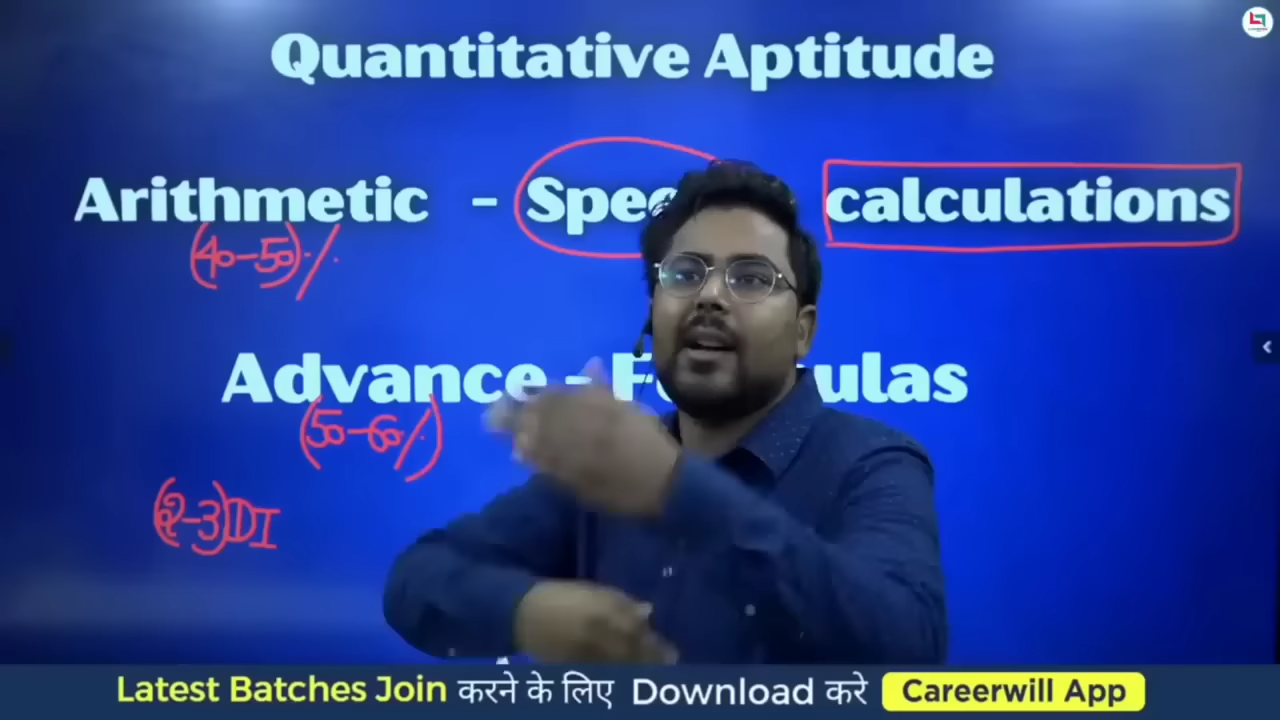 Quantitative Aptitude
Arithmetic - calculations
(40-50)%
Advance -
(50-60%)
(2-3)DI
Latest Batches Join करने के लिए Download करे Careerwill App